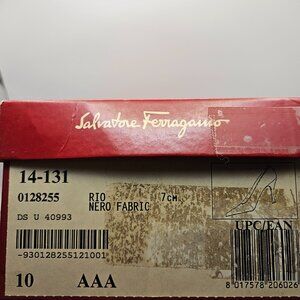 Salvatore Ferragamo
14-131
0128255 RIO 7CM
NERO FABRIC
DS U 40993
UPC/EAN
-930128255121001
10 AAA
8 017578 206026